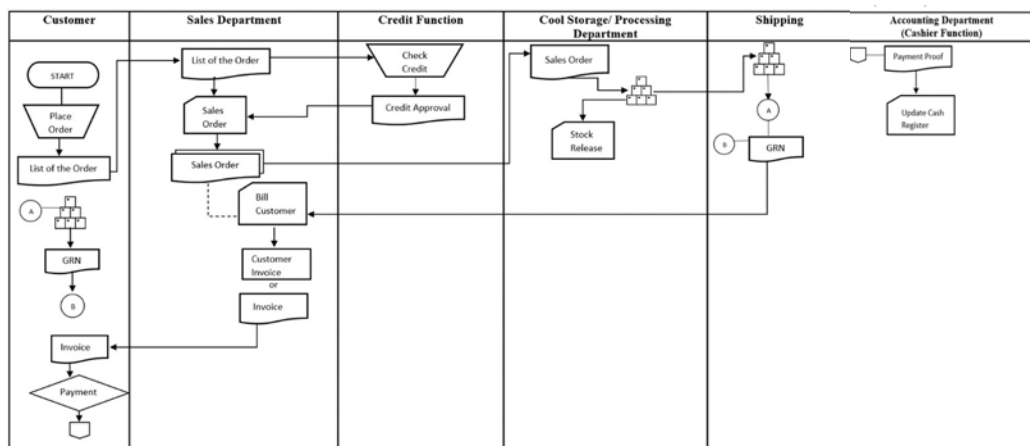 Customer
Sales Department
Credit Function
Cool Storage/ Processing
Department
Shipping
Accounting Department
(Cashier Function)
START
Place
Order
List of the Order
A
GRN
B
Invoice
Payment
List of the Order
Sales
Order
Sales Order
Bill
Customer
Customer
Invoice
or
Invoice
Check
Credit
Credit Approval
Sales Order
Stock
Release
A
B
GRN
Payment Proof
Update Cash
Register